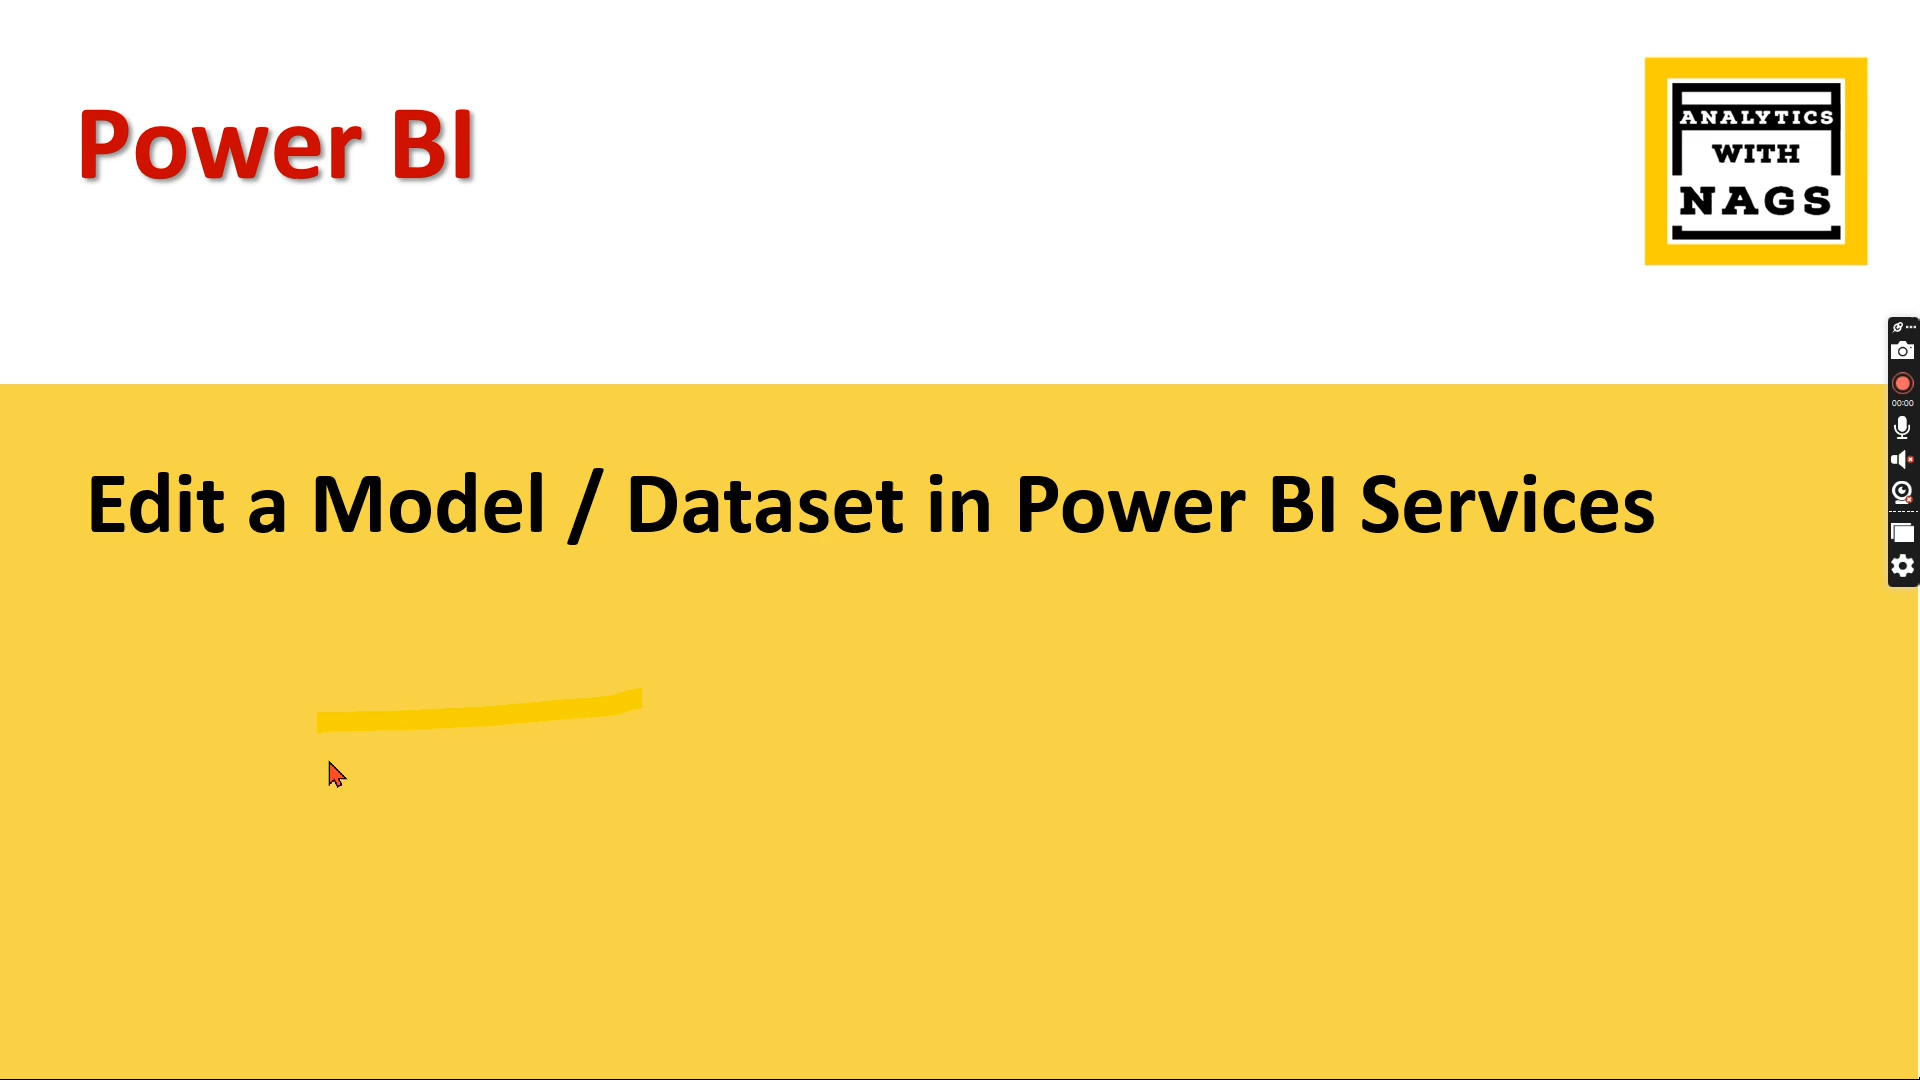 Power BI
ANALYTICS
WITH
NAGS
00:00
Edit a Model / Dataset in Power BI Services